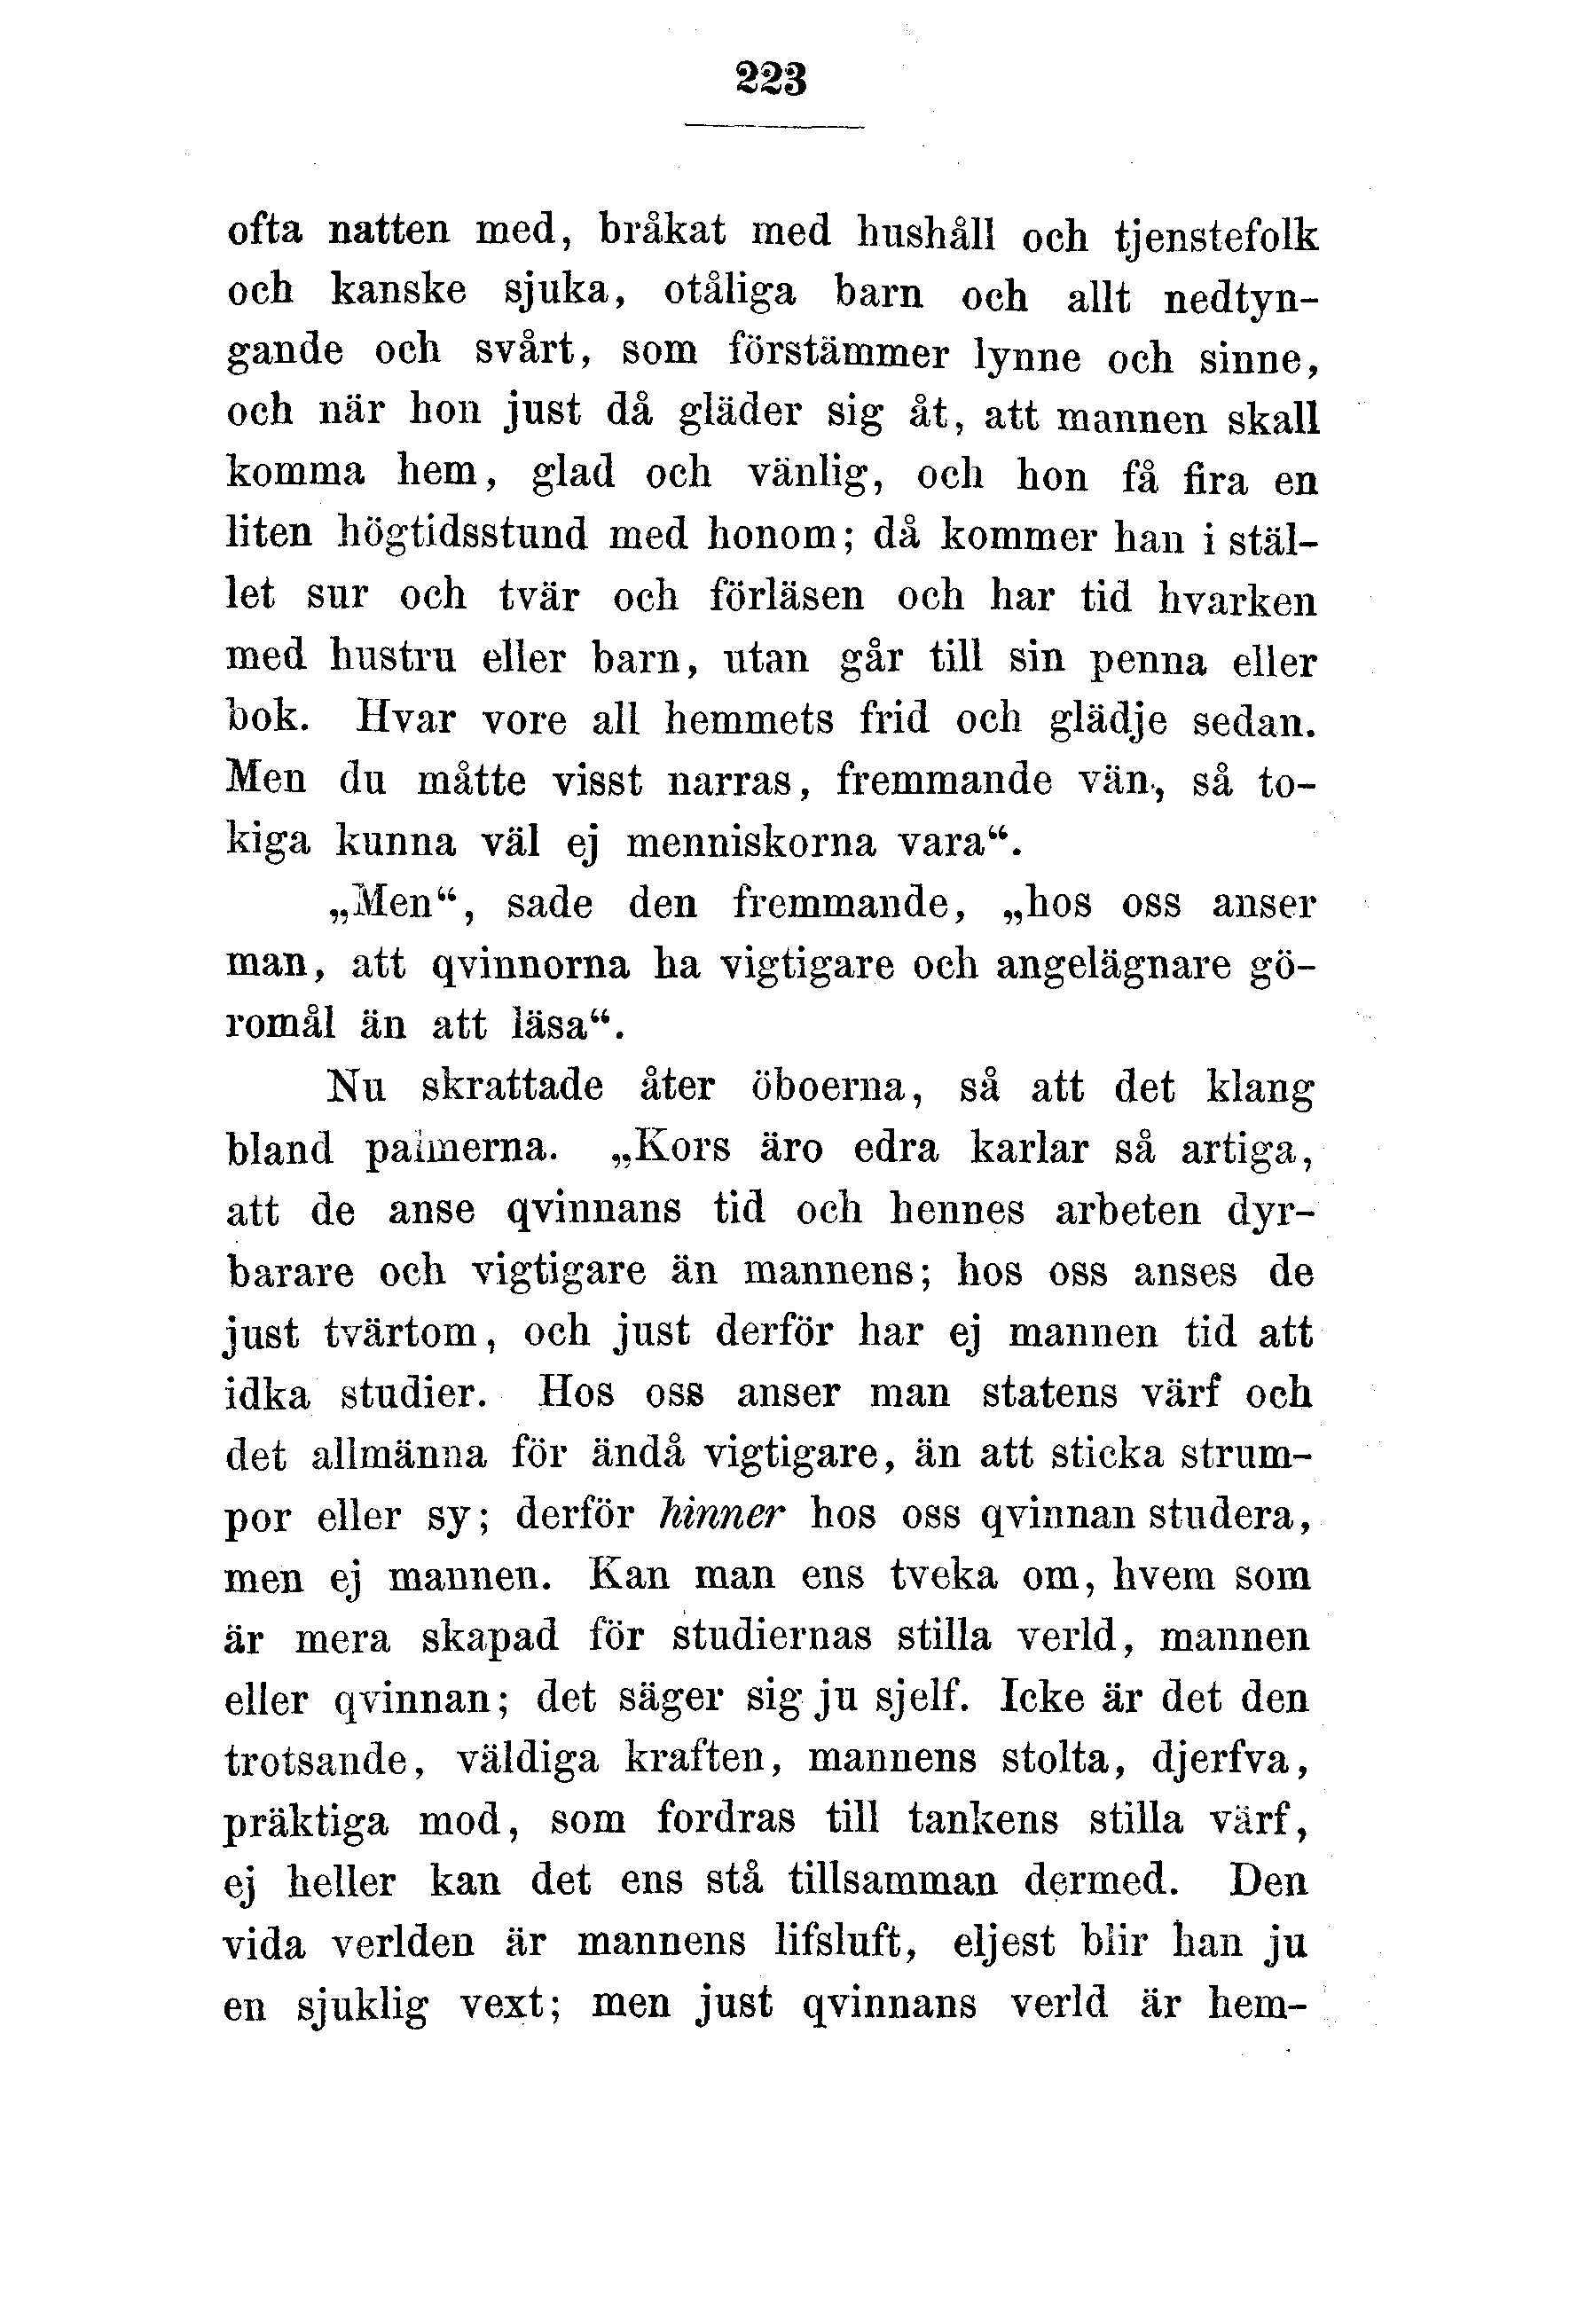 223
ofta natten med, bråkat med hushåll och tjenstefolk
och kanske sjuka, otåliga barn och allt nedtyn-
gande och svårt, som förstämmer lynne och sinne,
och när hon just då gläder sig åt, att mannen skall
komma hem, glad och vänlig, och hon få fira en
liten högtidsstund med honom; då kommer han i stäl-
let sur och tvär och förläsen och har tid hvarken
med hustru eller barn, utan går till sin penna eller
bok. Hvar vore all hemmets frid och glädje sedan.
Men du måtte visst narras, fremmande vän, så to-
kiga kunna väl ej menniskorna vara“.
„Men“, sade den fremmande, „hos oss anser
man, att qvinnorna ha vigtigare och angelägnare gö-
romål än att läsa“.
Nu skrattade åter öboerna, så att det klang
bland palmerna. „Kors äro edra karlar så artiga,
att de anse qvinnans tid och hennes arbeten dyr-
barare och vigtigare än mannens; hos oss anses de
just tvärtom, och just derför har ej mannen tid att
idka studier. Hos oss anser man statens värf och
det allmänna för ändå vigtigare, än att sticka strum-
por eller sy; derför hinner hos oss qvinnan studera,
men ej mannen. Kan man ens tveka om, hvem som
är mera skapad för studiernas stilla verld, mannen
eller qvinnan; det säger sig ju sjelf. Icke är det den
trotsande, väldiga kraften, mannens stolta, djerfva,
präktiga mod, som fordras till tankens stilla värf,
ej heller kan det ens stå tillsamman dermed. Den
vida verlden är mannens lifsluft, eljest blir han ju
en sjuklig vext; men just qvinnans verld är hem-